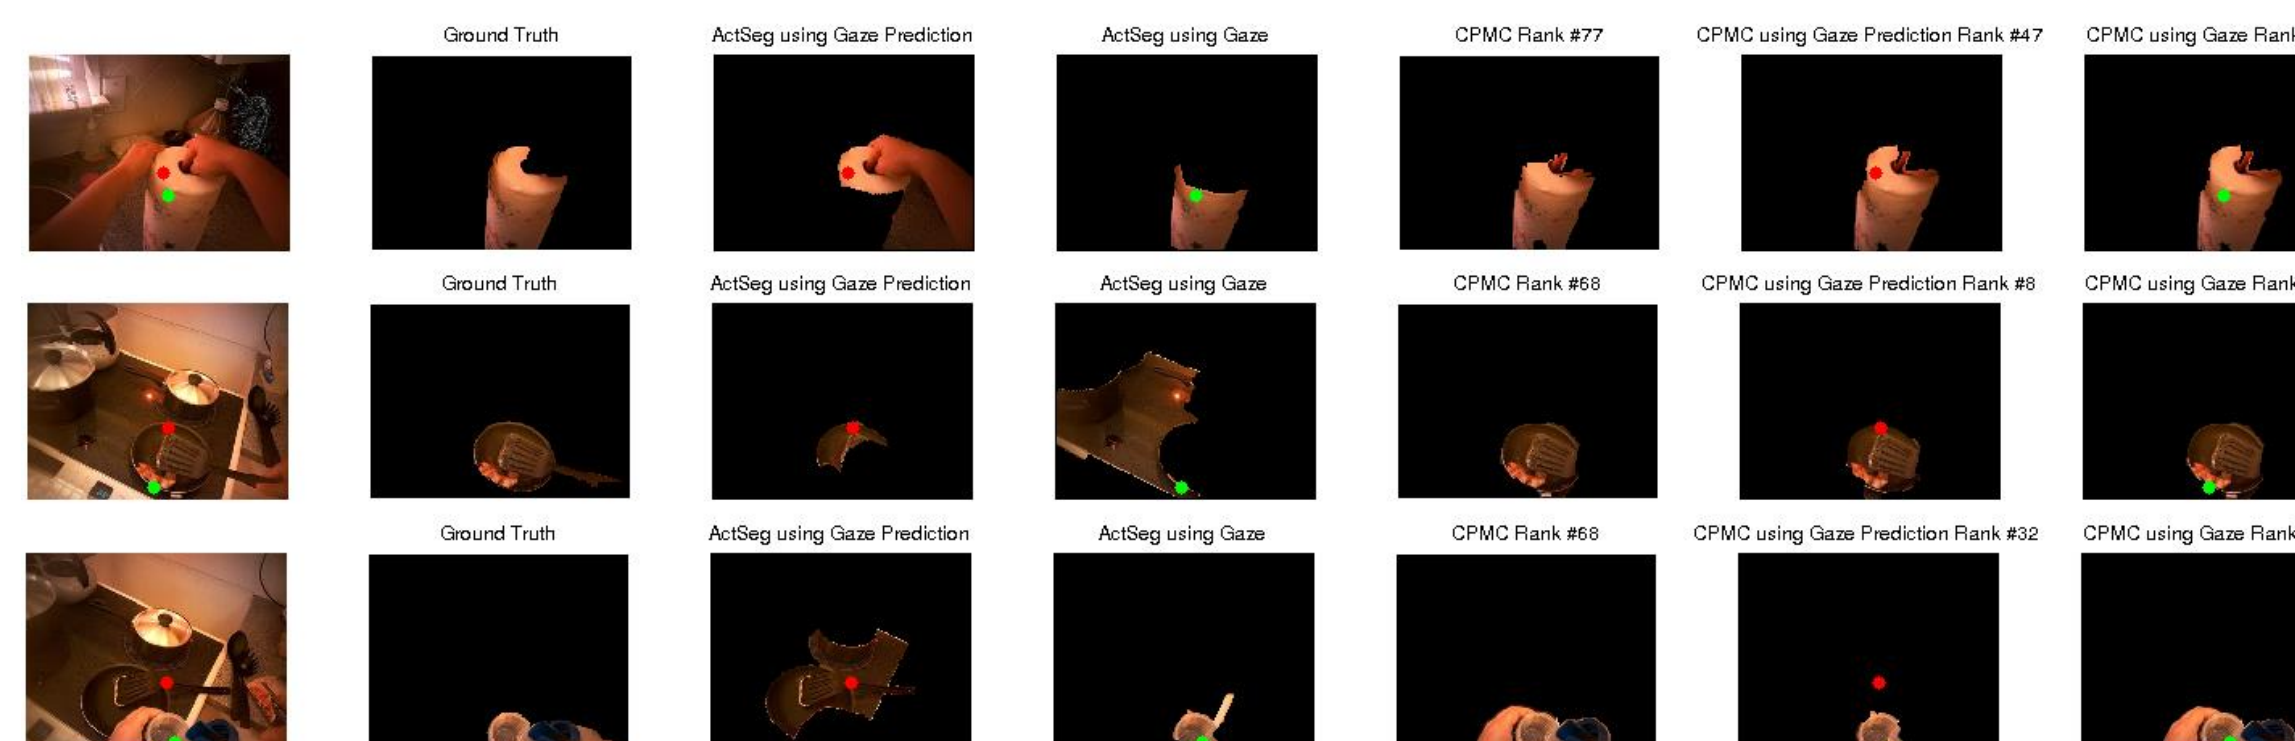 Ground Truth ActSeg using Gaze Prediction ActSeg using Gaze CPMC Rank #77 CPMC using Gaze Prediction Rank #47 CPMC using Gaze Rank
Ground Truth ActSeg using Gaze Prediction ActSeg using Gaze CPMC Rank #68 CPMC using Gaze Prediction Rank #8 CPMC using Gaze Rank
Ground Truth ActSeg using Gaze Prediction ActSeg using Gaze CPMC Rank #68 CPMC using Gaze Prediction Rank #32 CPMC using Gaze Rank